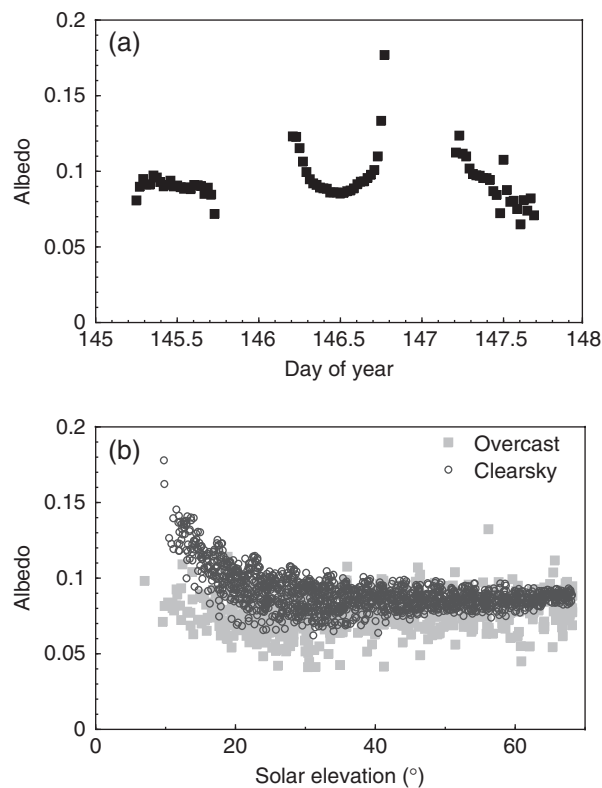 (a)
0.2
0.15
0.1
0.05
0
Albedo
145 145.5 146 146.5 147 147.5 148
Day of year
(b)
Overcast
Clearsky
0.2
0.15
0.1
0.05
0
Albedo
0 20 40 60
Solar elevation (°)